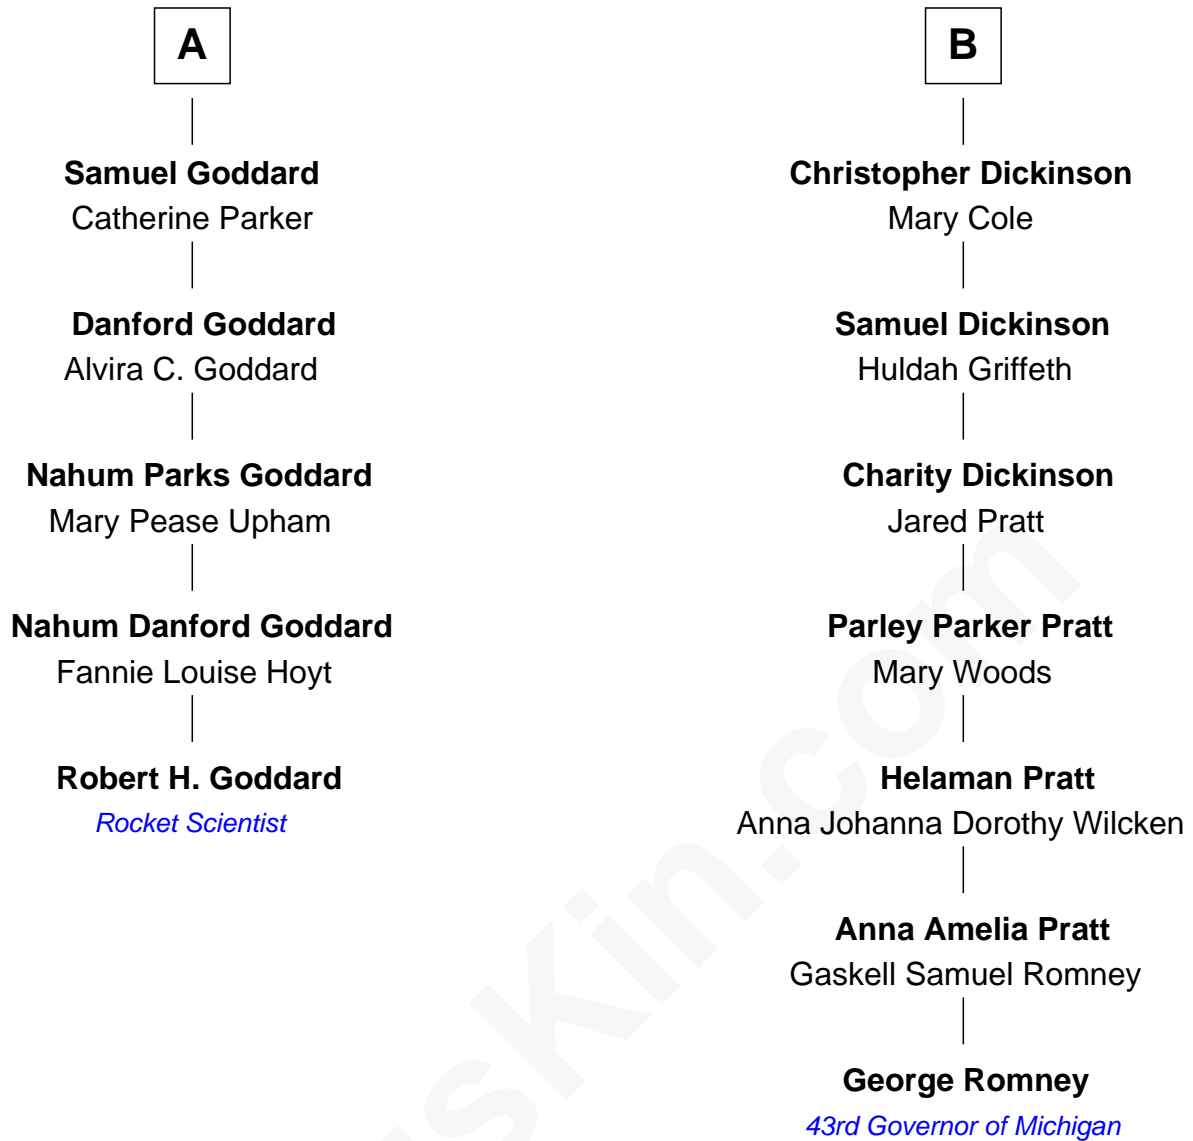 A
Samuel Goddard
Catherine Parker
Danford Goddard
Alvira C. Goddard
Nahum Parks Goddard
Mary Pease Upham
Nahum Danford Goddard
Fannie Louise Hoyt
Robert H. Goddard
Rocket Scientist
B
Christopher Dickinson
Mary Cole
Samuel Dickinson
Huldah Griffeth
Charity Dickinson
Jared Pratt
Parley Parker Pratt
Mary Woods
Helaman Pratt
Anna Johanna Dorothy Wilcken
Anna Amelia Pratt
Gaskell Samuel Romney
George Romney
43rd Governor of Michigan